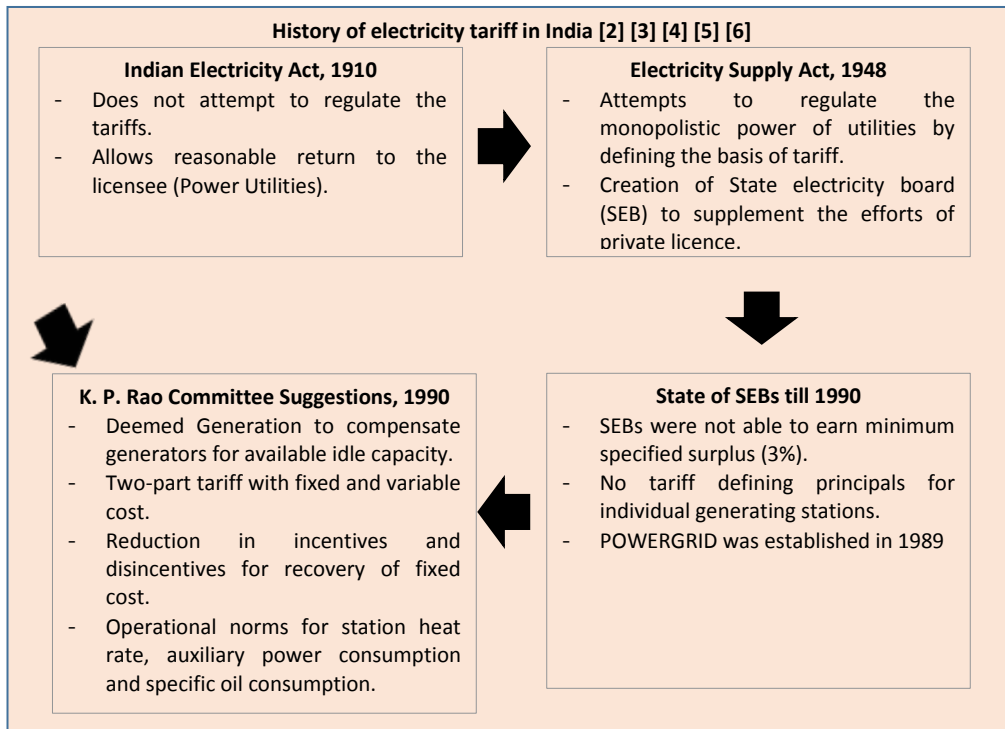 History of electricity tariff in India [2] [3] [4] [5] [6]
Indian Electricity Act, 1910
- Does not attempt to regulate the
tariffs.
- Allows reasonable return to the
licensee (Power Utilities).
Electricity Supply Act, 1948
- Attempts to regulate the
monopolistic power of utilities by
defining the basis of tariff.
- Creation of State electricity board
(SEB) to supplement the efforts of
private licence.
K. P. Rao Committee Suggestions, 1990
- Deemed Generation to compensate
generators for available idle capacity.
- Two-part tariff with fixed and variable
cost.
- Reduction in incentives and
disincentives for recovery of fixed
cost.
- Operational norms for station heat
rate, auxiliary power consumption
and specific oil consumption.
State of SEBs till 1990
- SEBs were not able to earn minimum
specified surplus (3%).
- No tariff defining principals for
individual generating stations.
- POWERGRID was established in 1989